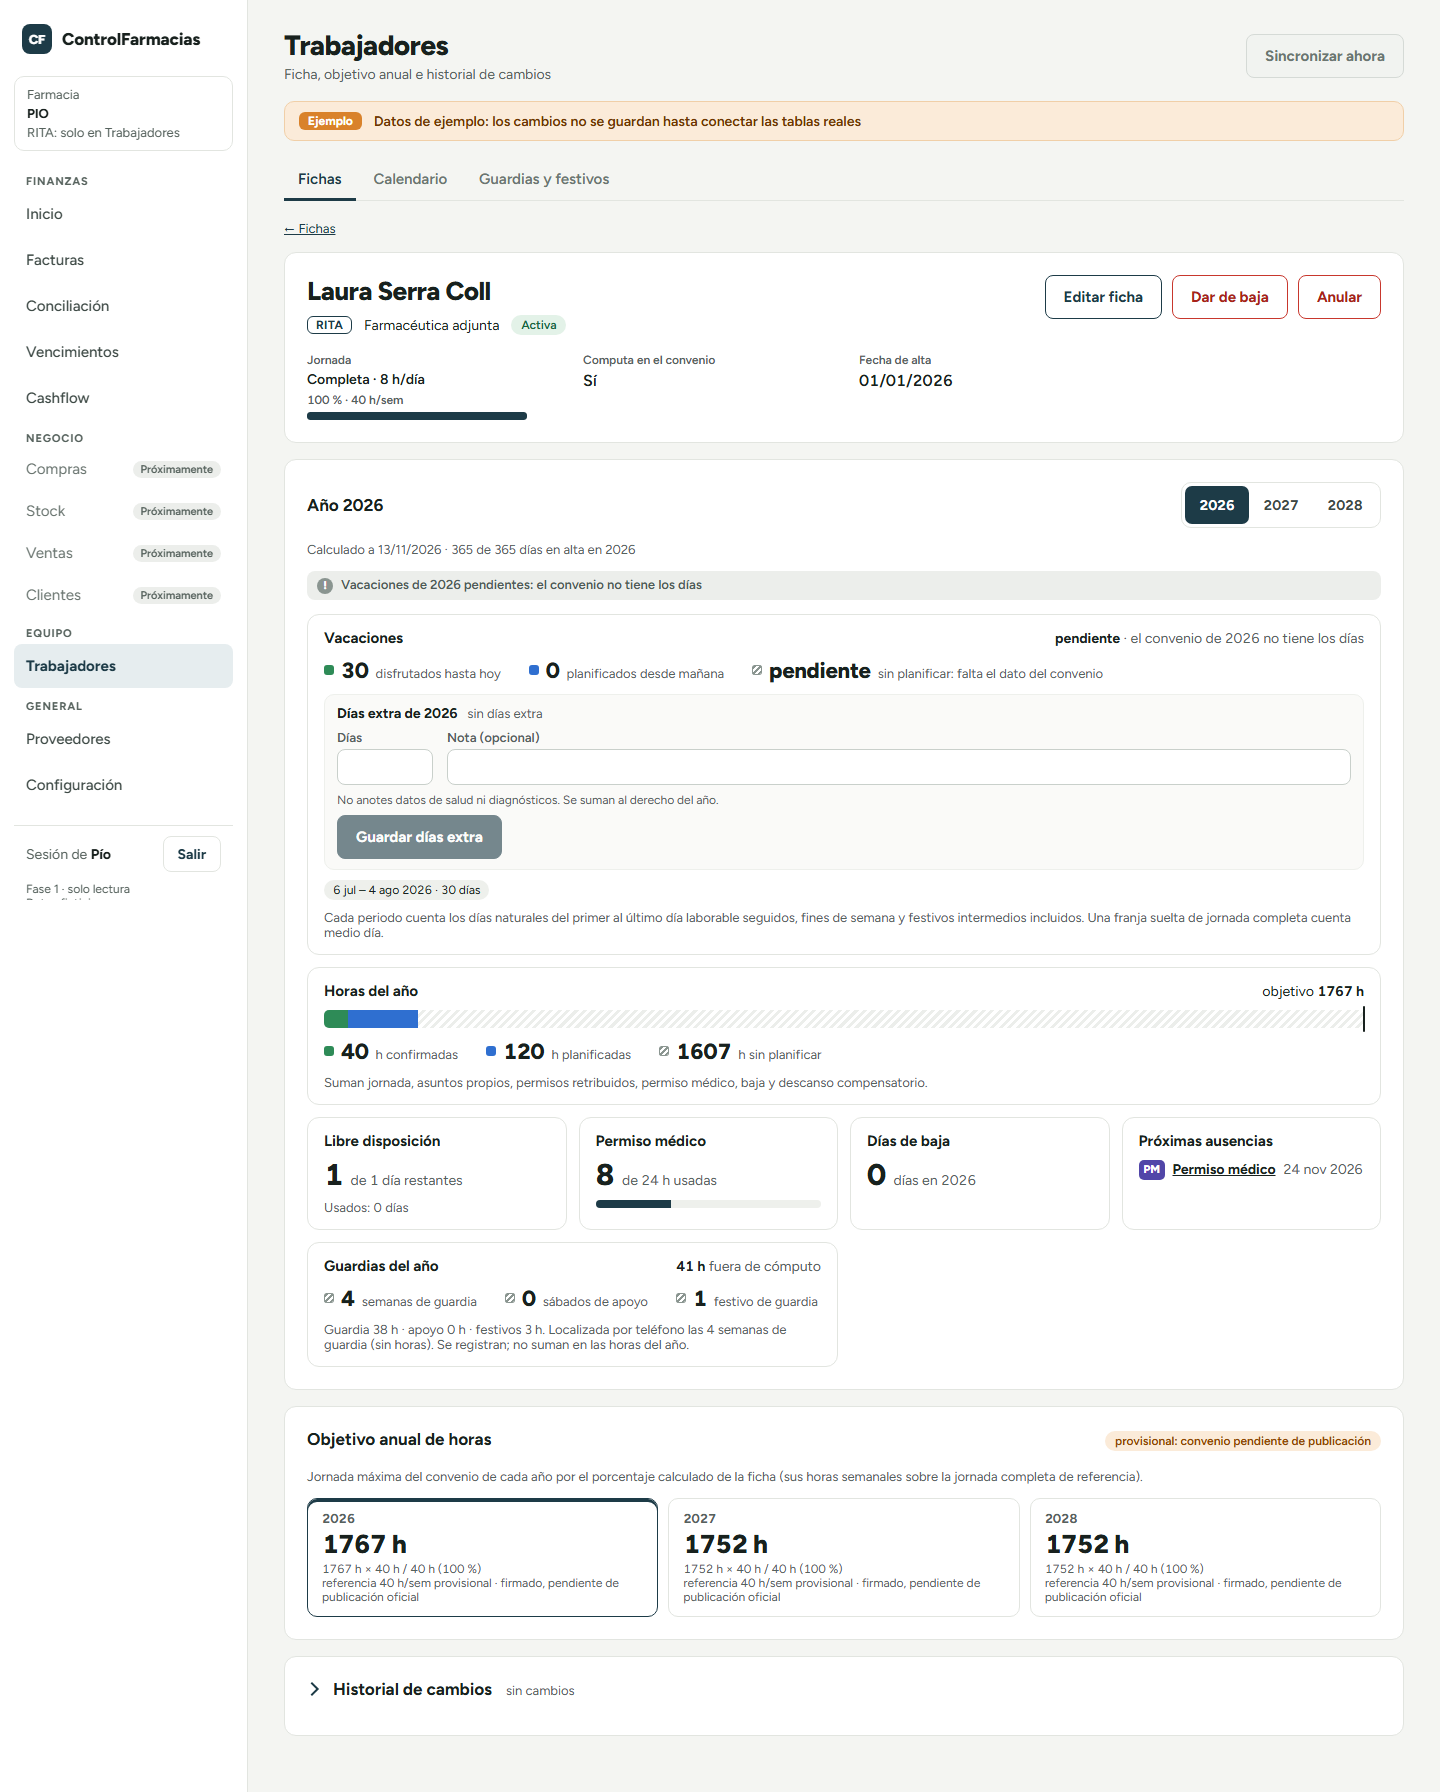 CF ControlFarmacias
Farmacia
PIO
RITA: solo en Trabajadores
FINANZAS
Inicio
Facturas
Conciliación
Vencimientos
Cashflow
NEGOCIO
Compras Próximamente
Stock Próximamente
Ventas Próximamente
Clientes Próximamente
EQUIPO
Trabajadores
GENERAL
Proveedores
Configuración
Sesión de Pío Salir
Fase 1 · solo lectura
Trabajadores
Ficha, objetivo anual e historial de cambios
Sincronizar ahora
Ejemplo Datos de ejemplo: los cambios no se guardan hasta conectar las tablas reales
Fichas Calendario Guardias y festivos
← Fichas
Laura Serra Coll
RITA Farmacéutica adjunta Activa
Editar ficha Dar de baja Anular
Jornada
Completa · 8 h/día
100 % · 40 h/sem
Computa en el convenio
Sí
Fecha de alta
01/01/2026
Año 2026
2026 2027 2028
Calculado a 13/11/2026 · 365 de 365 días en alta en 2026
! Vacaciones de 2026 pendientes: el convenio no tiene los días
Vacaciones pendiente · el convenio de 2026 no tiene los días
30 disfrutados hasta hoy 0 planificados desde mañana pendiente sin planificar: falta el dato del convenio
Días extra de 2026 sin días extra
Días Nota (opcional)
No anotes datos de salud ni diagnósticos. Se suman al derecho del año.
Guardar días extra
6 jul – 4 ago 2026 · 30 días
Cada periodo cuenta los días naturales del primer al último día laborable seguidos, fines de semana y festivos intermedios incluidos. Una franja suelta de jornada completa cuenta
medio día.
Horas del año objetivo 1767 h
40 h confirmadas 120 h planificadas 1607 h sin planificar
Suman jornada, asuntos propios, permisos retribuidos, permiso médico, baja y descanso compensatorio.
Libre disposición
1 de 1 día restantes
Usados: 0 días
Permiso médico
8 de 24 h usadas
Días de baja
0 días en 2026
Próximas ausencias
PM Permiso médico 24 nov 2026
Guardias del año 41 h fuera de cómputo
4 semanas de guardia 0 sábados de apoyo 1 festivo de guardia
Guardia 38 h · apoyo 0 h · festivos 3 h. Localizada por teléfono las 4 semanas de
guardia (sin horas). Se registran; no suman en las horas del año.
Objetivo anual de horas provisional: convenio pendiente de publicación
Jornada máxima del convenio de cada año por el porcentaje calculado de la ficha (sus horas semanales sobre la jornada completa de referencia).
2026
1767 h
1767 h × 40 h / 40 h (100 %)
referencia 40 h/sem provisional · firmado, pendiente de
publicación oficial
2027
1752 h
1752 h × 40 h / 40 h (100 %)
referencia 40 h/sem provisional · firmado, pendiente de
publicación oficial
2028
1752 h
1752 h × 40 h / 40 h (100 %)
referencia 40 h/sem provisional · firmado, pendiente de
publicación oficial
Historial de cambios sin cambios